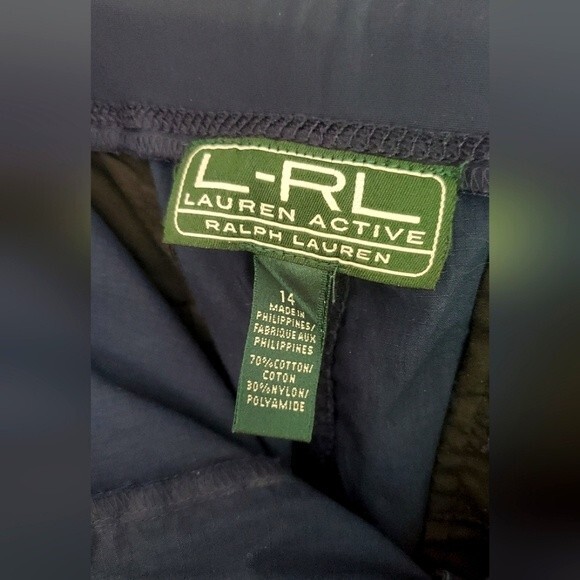 L-RL
LAUREN ACTIVE
RALPH LAUREN
14
MADE IN
PHILIPPINES/
FABRIQUE AUX
PHILIPPINES
70%COTTON/
COTON
30%NYLON/
POLYAMIDE